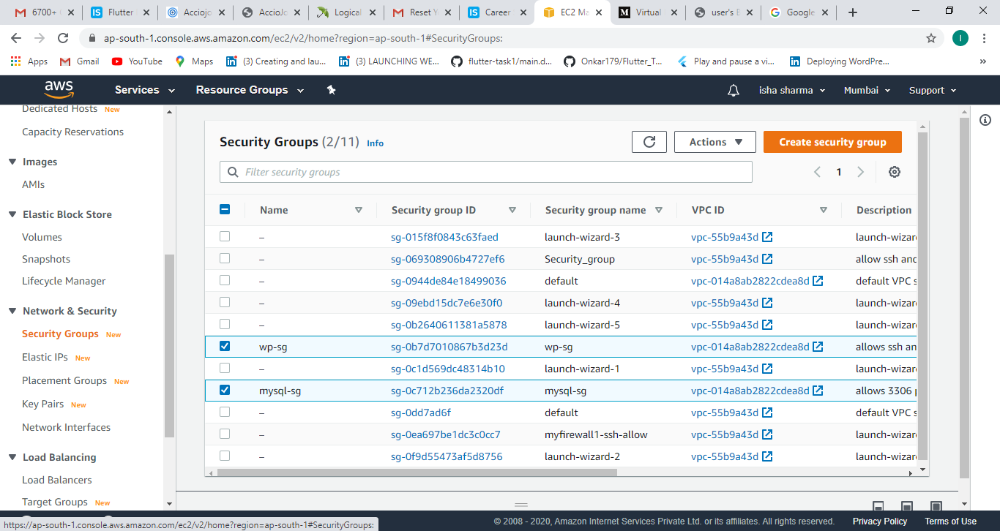 6700+
Flutter
Acciojo
AccioJo
Logical
Reset Y
Career
EC2 Ma
Virtual
user's E
Google
ap-south-1.console.aws.amazon.com/ec2/v2/home?region=ap-south-1#SecurityGroups:
I
Apps
Gmail
YouTube
Maps
(3) Creating and lau...
(3) LAUNCHING WE...
flutter-task1/main.d...
Onkar179/Flutter_T...
Play and pause a vi...
Deploying WordPre...
»
aws
Services
Resource Groups
isha sharma
Mumbai
Support
Dedicated Hosts New
Capacity Reservations
Images
AMIs
Elastic Block Store
Volumes
Snapshots
Lifecycle Manager
Network & Security
Security Groups New
Elastic IPs New
Placement Groups New
Key Pairs New
Network Interfaces
Load Balancing
Load Balancers
Target Groups New
Security Groups (2/11) Info
Actions
Create security group
Filter security groups
1
Name Security group ID Security group name VPC ID Description
– sg-015f8f0843c63faed launch-wizard-3 vpc-55b9a43d launch-wizar
– sg-069308906b4727ef6 Security_group vpc-55b9a43d allow ssh and
– sg-0944de84e18499036 default vpc-014a8ab2822cdea8d default VPC s
– sg-09ebd15dc7e6e30f0 launch-wizard-4 vpc-55b9a43d launch-wizar
– sg-0b2640611381a5878 launch-wizard-5 vpc-55b9a43d launch-wizar
wp-sg sg-0b7d7010867b3d23d wp-sg vpc-014a8ab2822cdea8d allows ssh an
– sg-0c1d569dc48314b10 launch-wizard-1 vpc-55b9a43d launch-wizar
mysql-sg sg-0c712b236da2320df mysql-sg vpc-014a8ab2822cdea8d allows 3306 p
– sg-0dd7ad6f default vpc-55b9a43d default VPC s
– sg-0ea697be1dc3c0cc7 myfirewall1-ssh-allow vpc-55b9a43d launch-wizar
– sg-0f9d55473af5d8756 launch-wizard-2 vpc-55b9a43d launch-wizar
https://ap-south-1.console.aws.amazon.com/ec2/v2/home?region=ap-south-1#SecurityGroups:
© 2008 - 2020, Amazon Internet Services Private Ltd. or its affiliates. All rights reserved.
Privacy Policy
Terms of Use